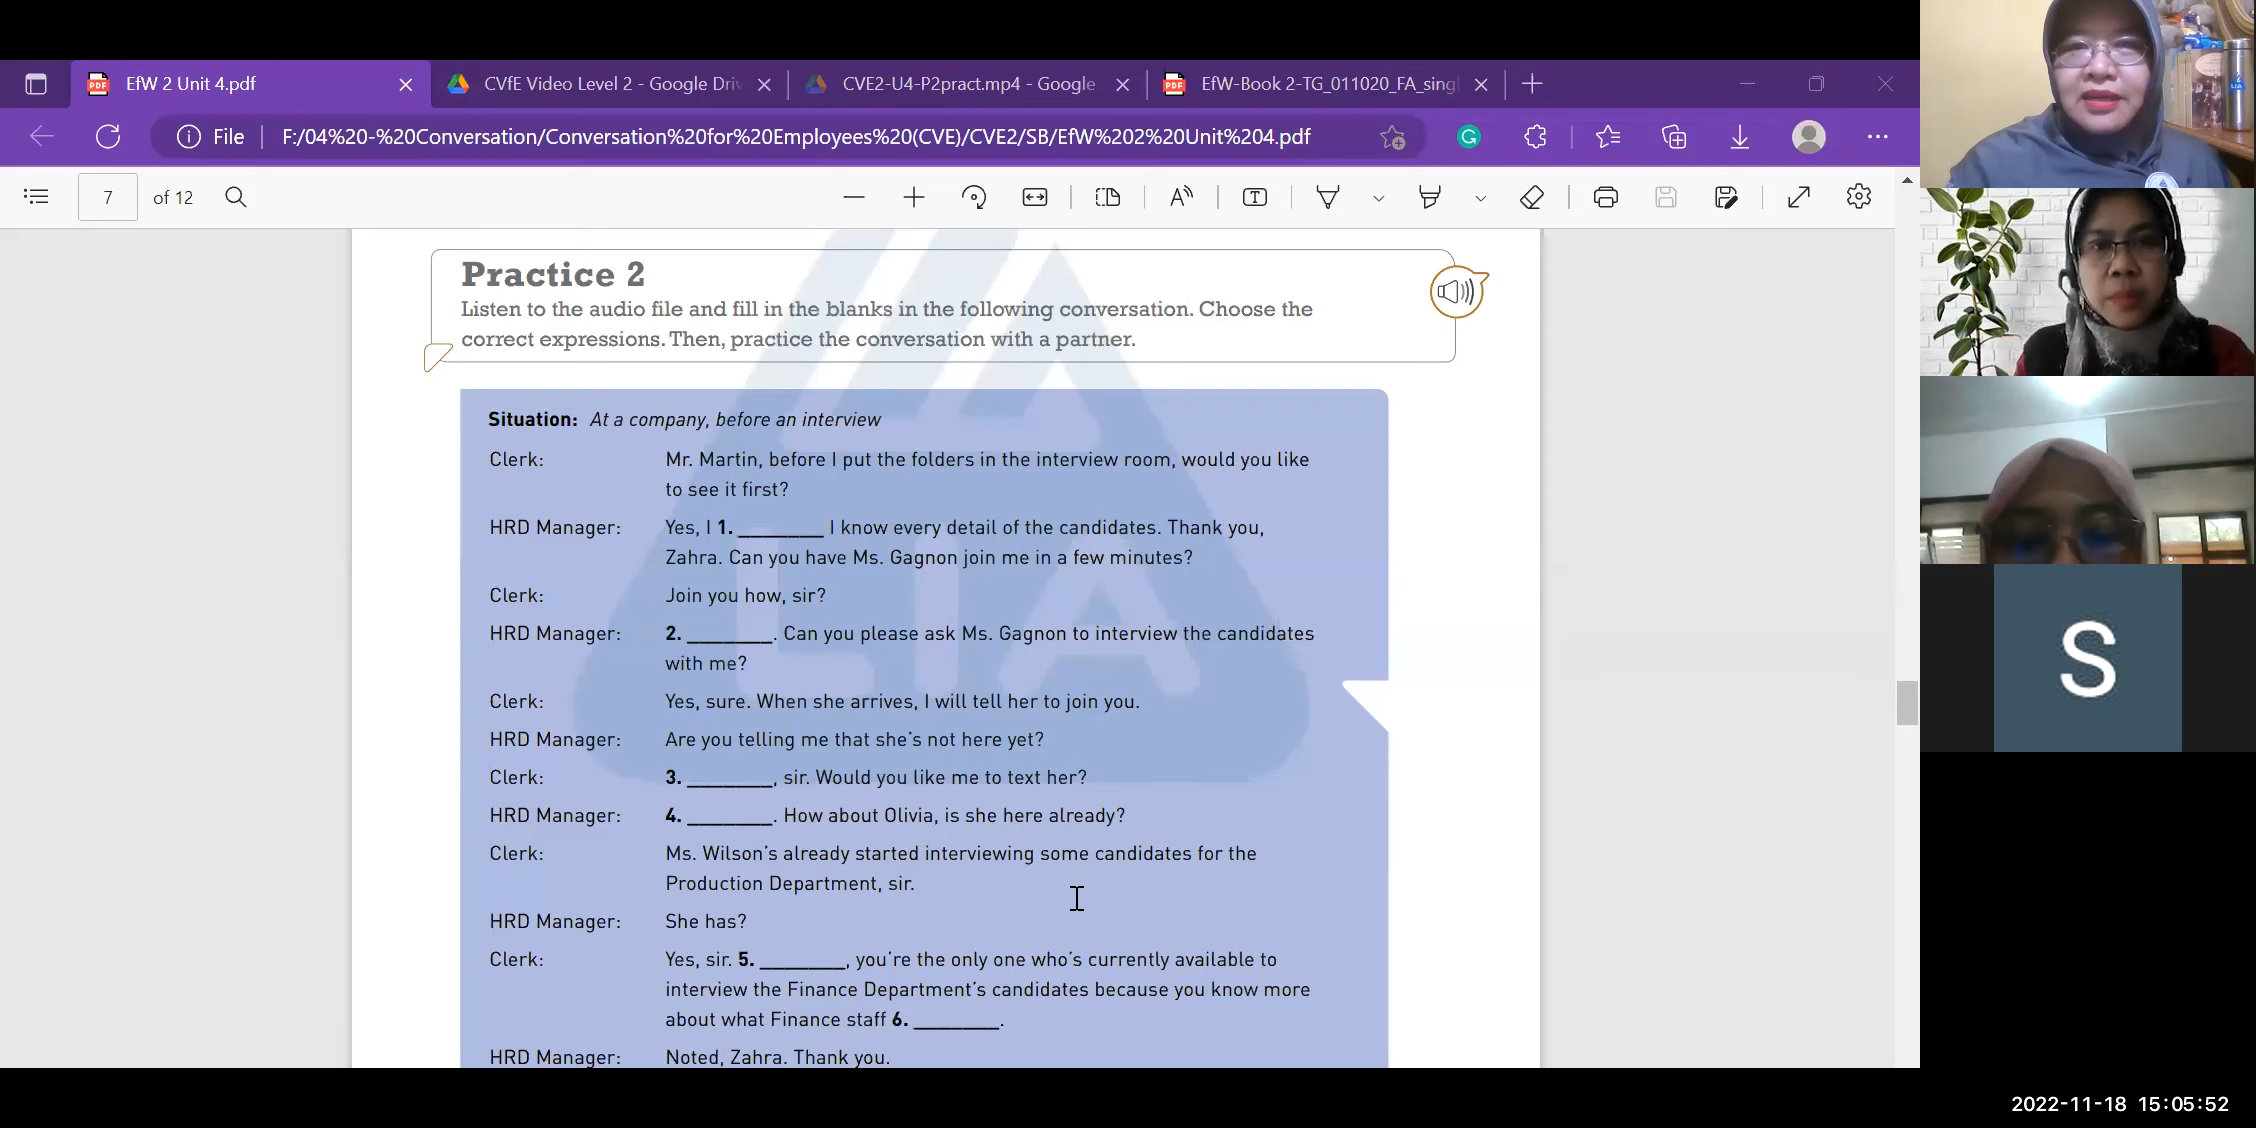 EfW 2 Unit 4.pdf
CVfE Video Level 2 - Google Driv
CVE2-U4-P2pract.mp4 - Google
EfW-Book 2-TG_011020_FA_singl
File
F:/04%20-%20Conversation/Conversation%20for%20Employees%20(CVE)/CVE2/SB/EfW%202%20Unit%204.pdf
7 of 12
Practice 2
Listen to the audio file and fill in the blanks in the following conversation. Choose the
correct expressions. Then, practice the conversation with a partner.
Situation: At a company, before an interview
Clerk: Mr. Martin, before I put the folders in the interview room, would you like
to see it first?
HRD Manager: Yes, I 1. _______ I know every detail of the candidates. Thank you,
Zahra. Can you have Ms. Gagnon join me in a few minutes?
Clerk: Join you how, sir?
HRD Manager: 2. _______. Can you please ask Ms. Gagnon to interview the candidates
with me?
Clerk: Yes, sure. When she arrives, I will tell her to join you.
HRD Manager: Are you telling me that she's not here yet?
Clerk: 3. _______, sir. Would you like me to text her?
HRD Manager: 4. _______. How about Olivia, is she here already?
Clerk: Ms. Wilson's already started interviewing some candidates for the
Production Department, sir.
HRD Manager: She has?
Clerk: Yes, sir. 5. _______, you're the only one who's currently available to
interview the Finance Department's candidates because you know more
about what Finance staff 6. _______.
HRD Manager: Noted, Zahra. Thank you.
LIA
S
2022-11-18 15:05:52